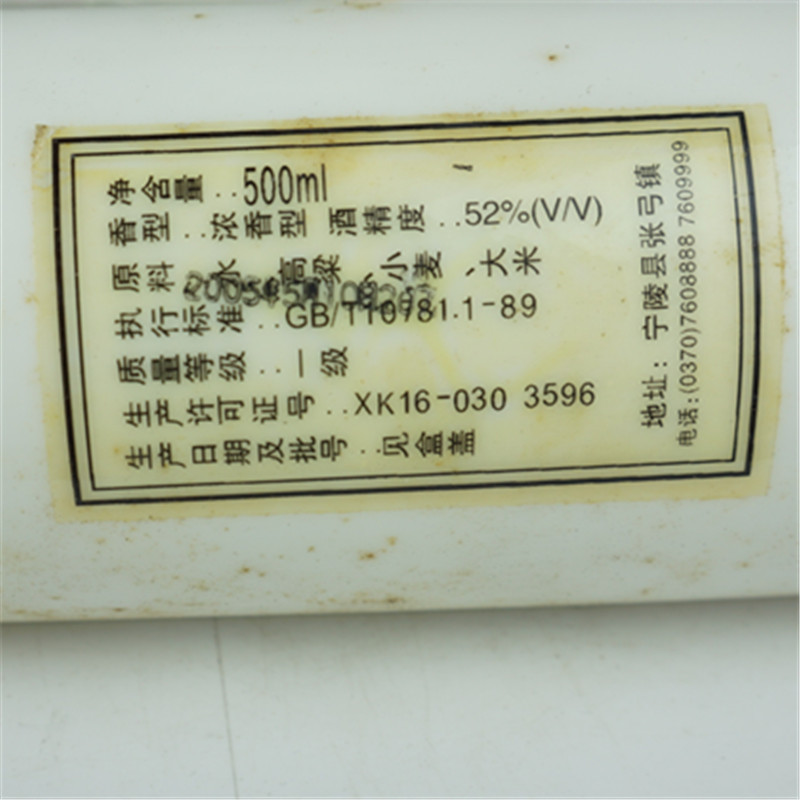 净含量..500ml
香型..浓香型 酒精度..52%(V/V)
原料 水 高粱、小麦、大米
执行标准..GB/T10781.1-89
质量等级..一级
生产许可证号..XK16-030 3596
生产日期及批号..见盒盖
地址:宁陵县张弓镇
电话:(0370)7608888 7609999